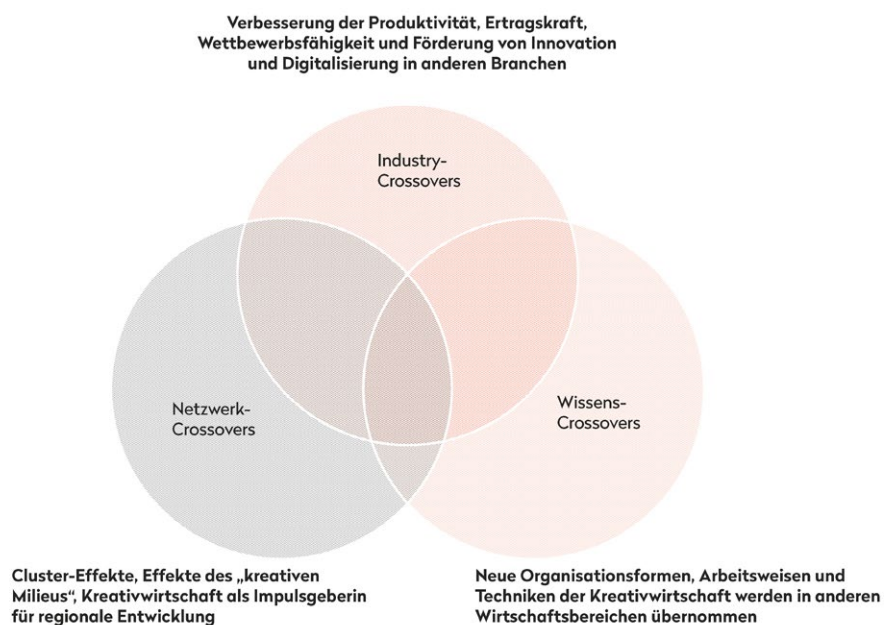 Verbesserung der Produktivität, Ertragskraft,
Wettbewerbsfähigkeit und Förderung von Innovation
und Digitalisierung in anderen Branchen
Industry-
Crossovers
Netzwerk-
Crossovers
Wissens-
Crossovers
Cluster-Effekte, Effekte des „kreativen
Milieus“, Kreativwirtschaft als Impulsgeberin
für regionale Entwicklung
Neue Organisationsformen, Arbeitsweisen und
Techniken der Kreativwirtschaft werden in anderen
Wirtschaftsbereichen übernommen